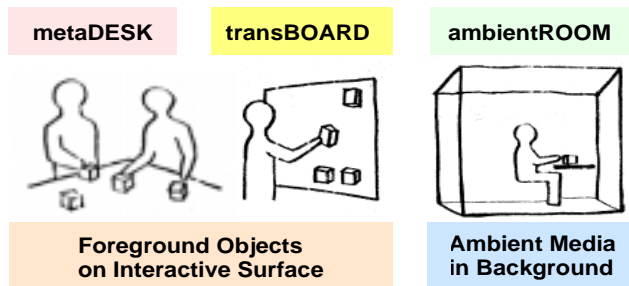 metaDESK
transBOARD
ambientROOM
Foreground Objects
on Interactive Surface
Ambient Media
in Background